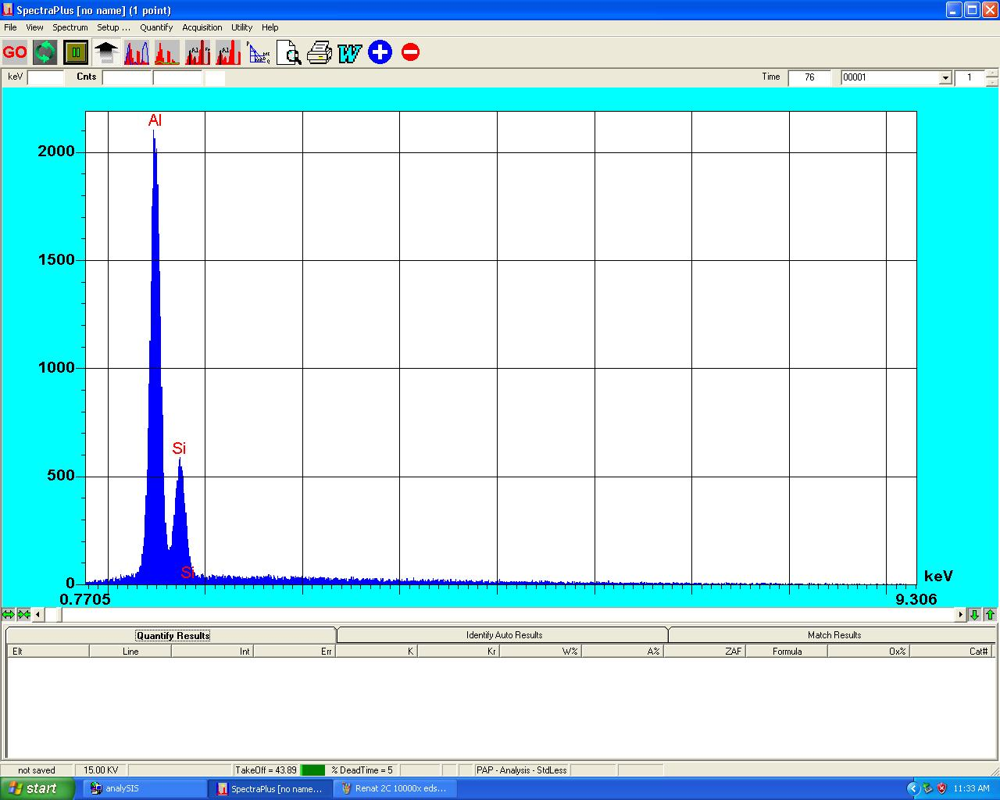 SpectraPlus [no name] (1 point)
File View Spectrum Setup ... Quantify Acquisition Utility Help
GO
keV Cnts Time 76 00001 1
Al
2000
1500
1000
Si
500
Si
0
keV
0.7705 9.306
Quantify Results Identify Auto Results Match Results
Elt Line Int Err K Kr W% A% ZAF Formula Ox% Cat#
not saved 15.00 KV TakeOff = 43.89 % DeadTime = 5 PAP - Analysis - StdLess
start analySIS SpectraPlus [no name... Renat 2C 10000x eds... 11:33 AM